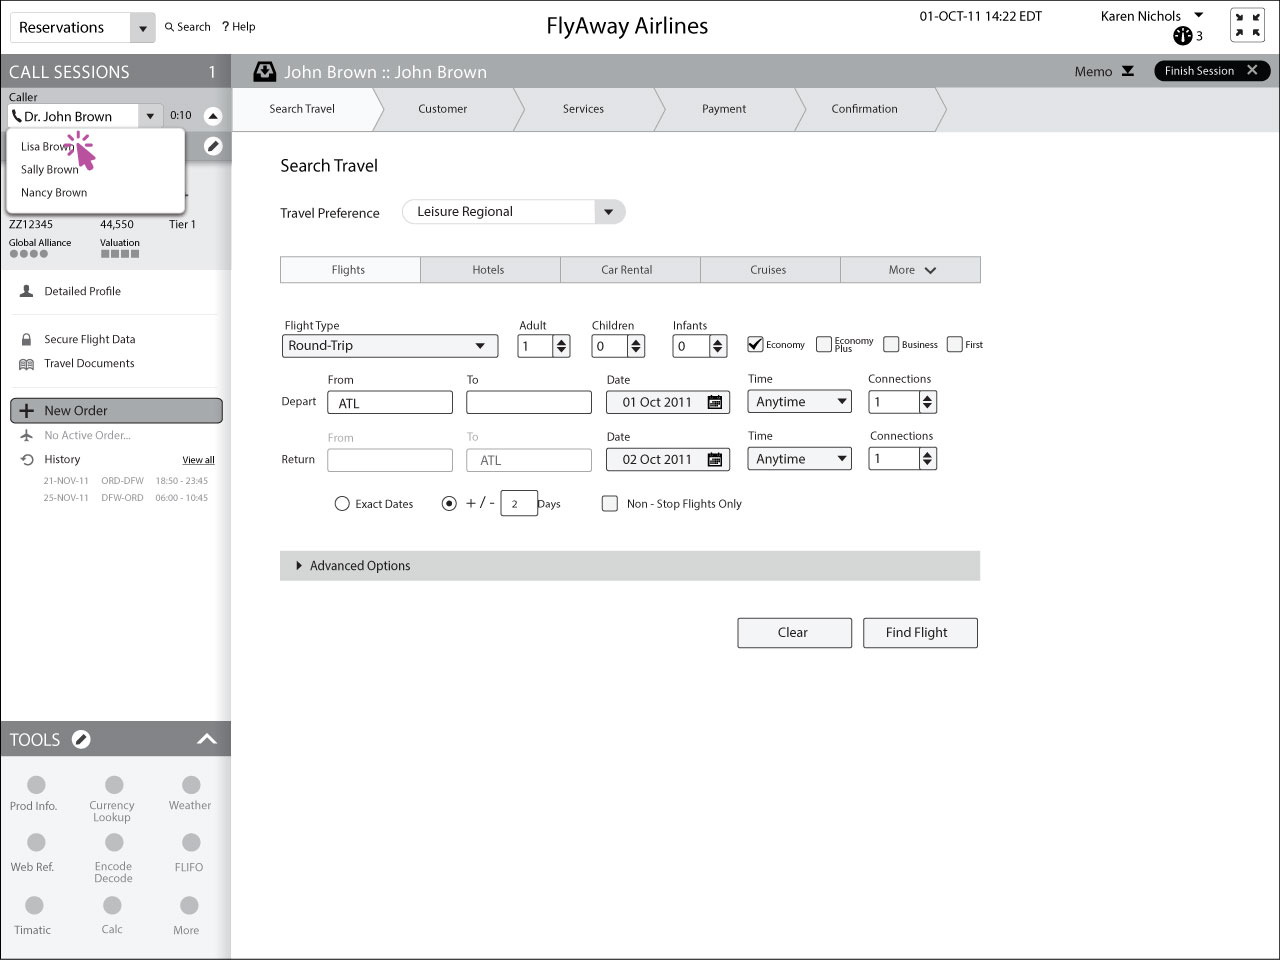 Reservations
Search
? Help
FlyAway Airlines
01-OCT-11 14:22 EDT
Karen Nichols
3
CALL SESSIONS 1
John Brown :: John Brown
Memo
Finish Session
Caller
Dr. John Brown
0:10
Lisa Brown
Sally Brown
Nancy Brown
ZZ12345 44,550 Tier 1
Global Alliance Valuation
Detailed Profile
Secure Flight Data
Travel Documents
New Order
No Active Order...
History View all
21-NOV-11 ORD-DFW 18:50 - 23:45
25-NOV-11 DFW-ORD 06:00 - 10:45
Search Travel
Customer
Services
Payment
Confirmation
Search Travel
Travel Preference
Leisure Regional
Flights
Hotels
Car Rental
Cruises
More
Flight Type
Adult
Children
Infants
Round-Trip
1
0
0
Economy
Economy
Plus
Business
First
From To Date Time Connections
Depart ATL 01 Oct 2011 Anytime 1
From To Date Time Connections
Return ATL 02 Oct 2011 Anytime 1
Exact Dates
+ / - 2 Days
Non - Stop Flights Only
Advanced Options
Clear
Find Flight
TOOLS
Prod Info.
Currency
Lookup
Weather
Web Ref.
Encode
Decode
FLIFO
Timatic
Calc
More